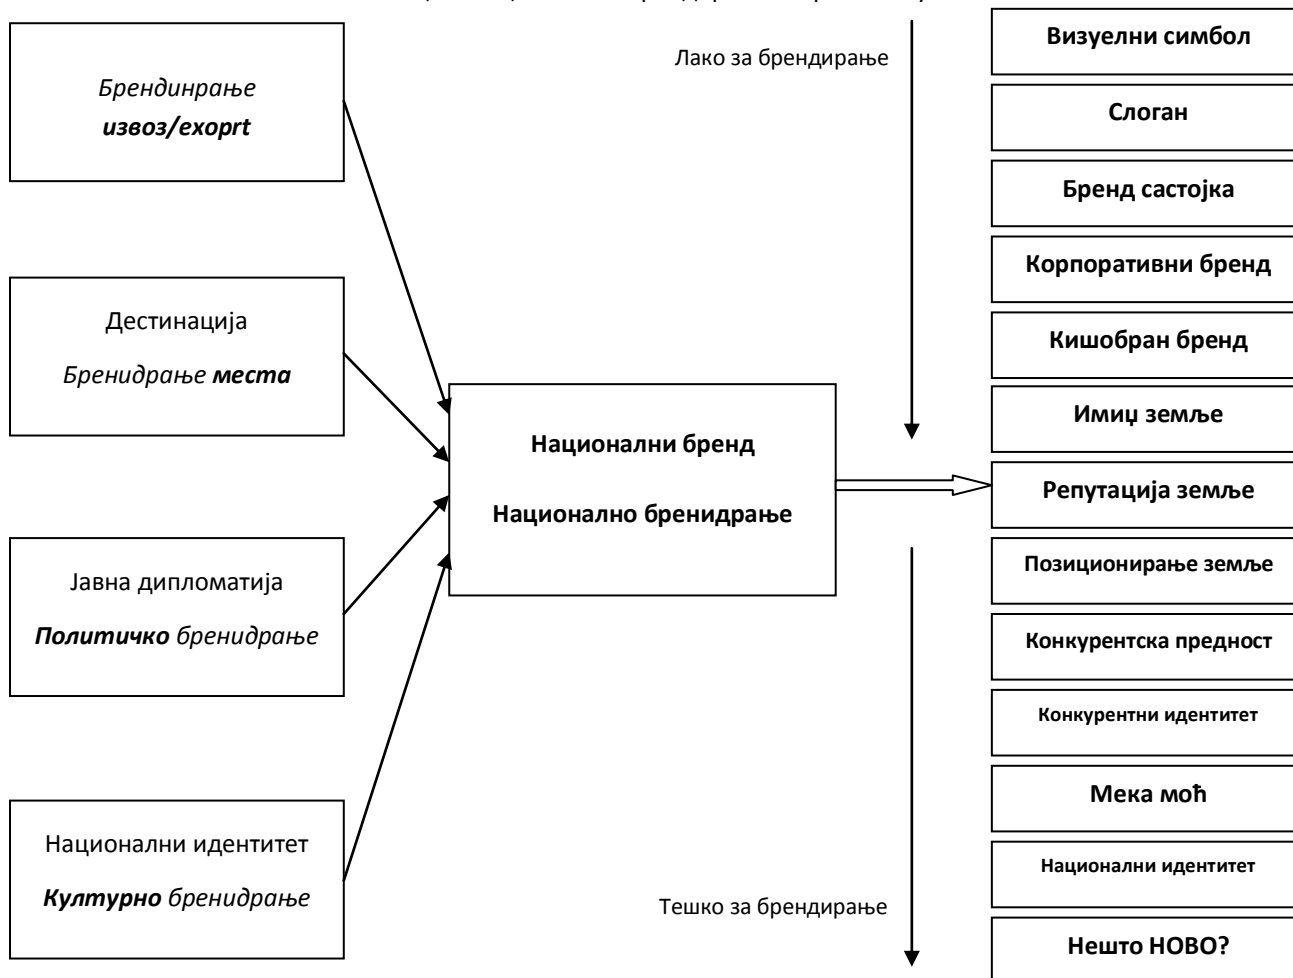 Брендинрање
извоз/exoprt
Дестинација
Бренидрање места
Јавна дипломатија
Политичко бренидрање
Национални идентитет
Културно бренидрање
Национални бренд
Национално бренидрање
Лако за брендирање
Тешко за брендирање
Визуелни симбол
Слоган
Бренд састојка
Корпоративни бренд
Кишобран бренд
Имиџ земље
Репутација земље
Позиционирање земље
Конкурентска предност
Конкурентни идентитет
Мека моћ
Национални идентитет
Нешто НОВО?